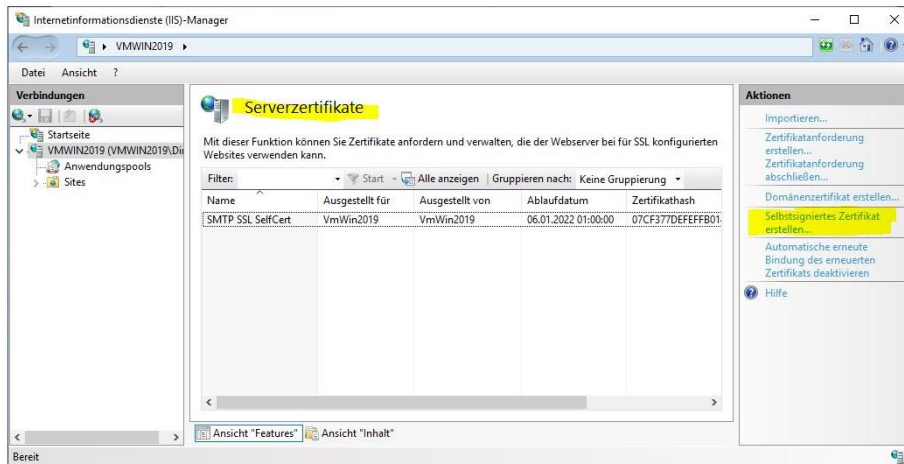 Internetinformationsdienste (IIS)-Manager
VMWIN2019
Datei Ansicht ?
Verbindungen
Startseite
VMWIN2019 (VMWIN2019\Di
Anwendungspools
Sites
Serverzertifikate
Mit dieser Funktion können Sie Zertifikate anfordern und verwalten, die der Webserver bei für SSL konfigurierten
Websites verwenden kann.
Filter: Start Alle anzeigen Gruppieren nach: Keine Gruppierung
Name Ausgestellt für Ausgestellt von Ablaufdatum Zertifikathash
SMTP SSL SelfCert VmWin2019 VmWin2019 06.01.2022 01:00:00 07CF377DEFEFFB01
Ansicht "Features" Ansicht "Inhalt"
Aktionen
Importieren...
Zertifikatanforderung
erstellen...
Zertifikatanforderung
abschließen...
Domänenzertifikat erstellen...
Selbstsigniertes Zertifikat
erstellen...
Automatische erneute
Bindung des erneuerten
Zertifikats deaktivieren
Hilfe
Bereit